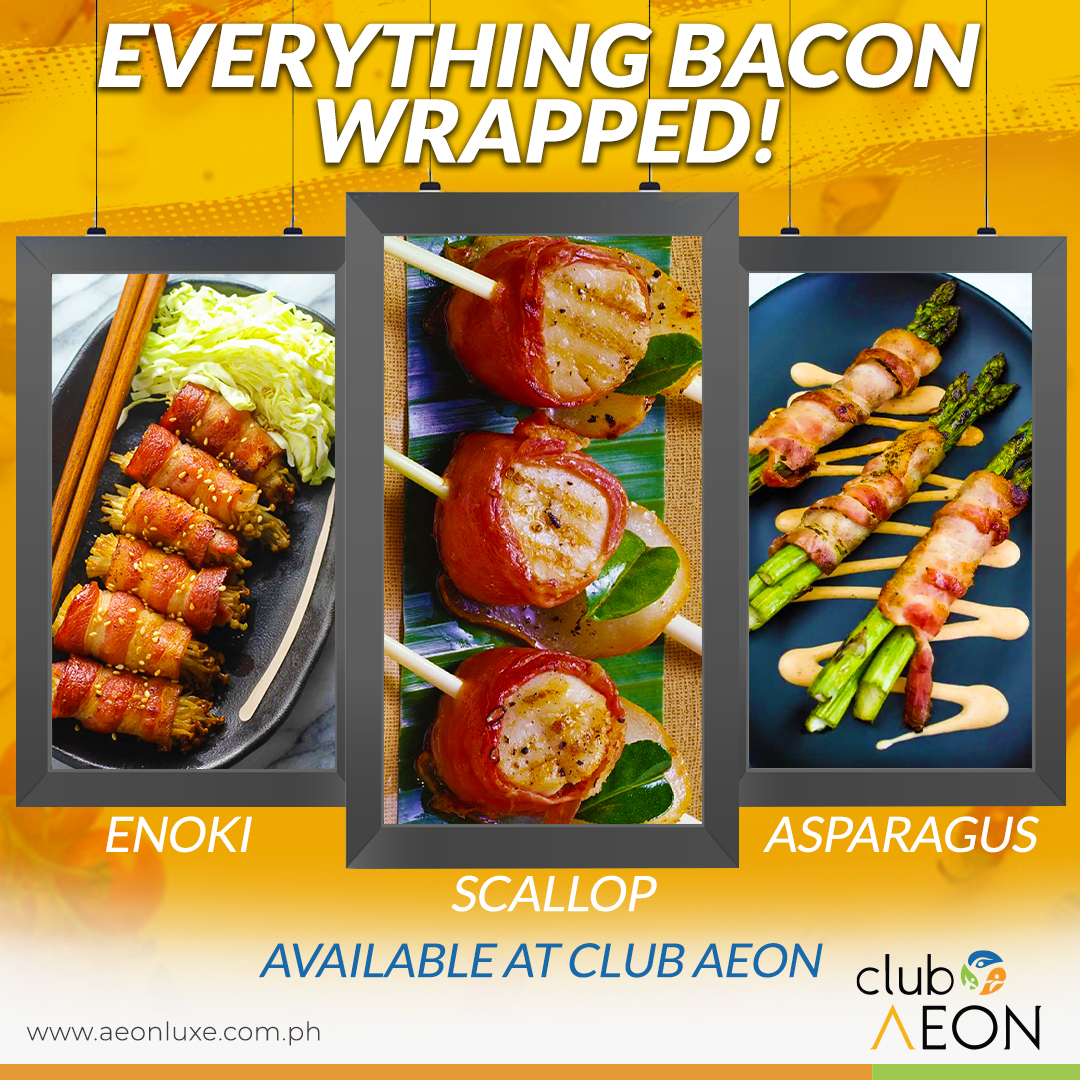 EVERYTHING BACON
WRAPPED!
ENOKI
SCALLOP
ASPARAGUS
AVAILABLE AT CLUB AEON
www.aeonluxe.com.ph
club
AEON